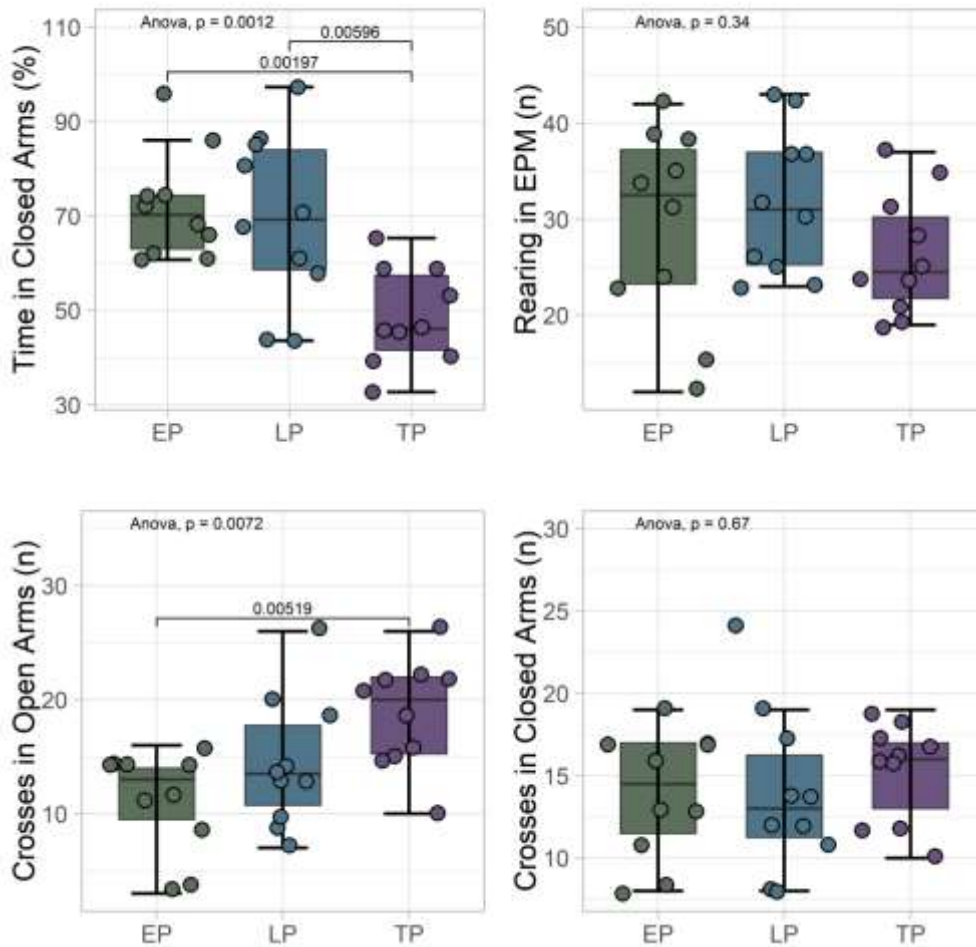 Time in Closed Arms (%)
110
90
70
50
30
Anova, p = 0.0012
0.00596
0.00197
EP LP TP
Rearing in EPM (n)
50
40
30
20
Anova, p = 0.34
EP LP TP
Crosses in Open Arms (n)
30
20
10
Anova, p = 0.0072
0.00519
EP LP TP
Crosses in Closed Arms (n)
30
25
20
15
10
Anova, p = 0.67
EP LP TP